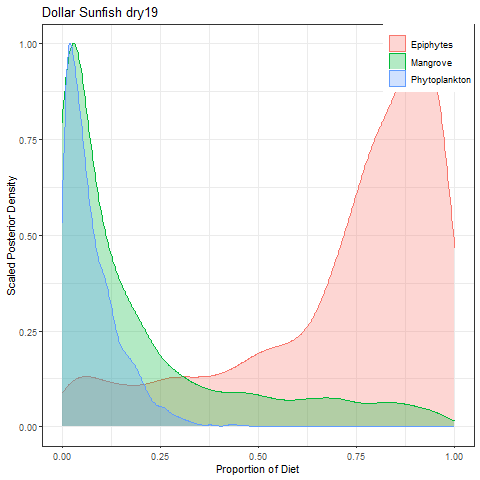 Dollar Sunfish dry19
Epiphytes
Mangrove
Phytoplankton
1.00
0.75
0.50
0.25
0.00
Scaled Posterior Density
0.00 0.25 0.50 0.75 1.00
Proportion of Diet